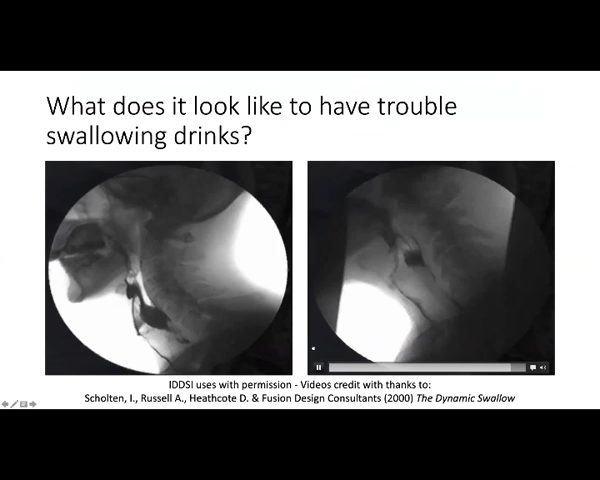 What does it look like to have trouble
swallowing drinks?
IDDSI uses with permission - Videos credit with thanks to:
Scholten, I., Russell A., Heathcote D. & Fusion Design Consultants (2000) The Dynamic Swallow